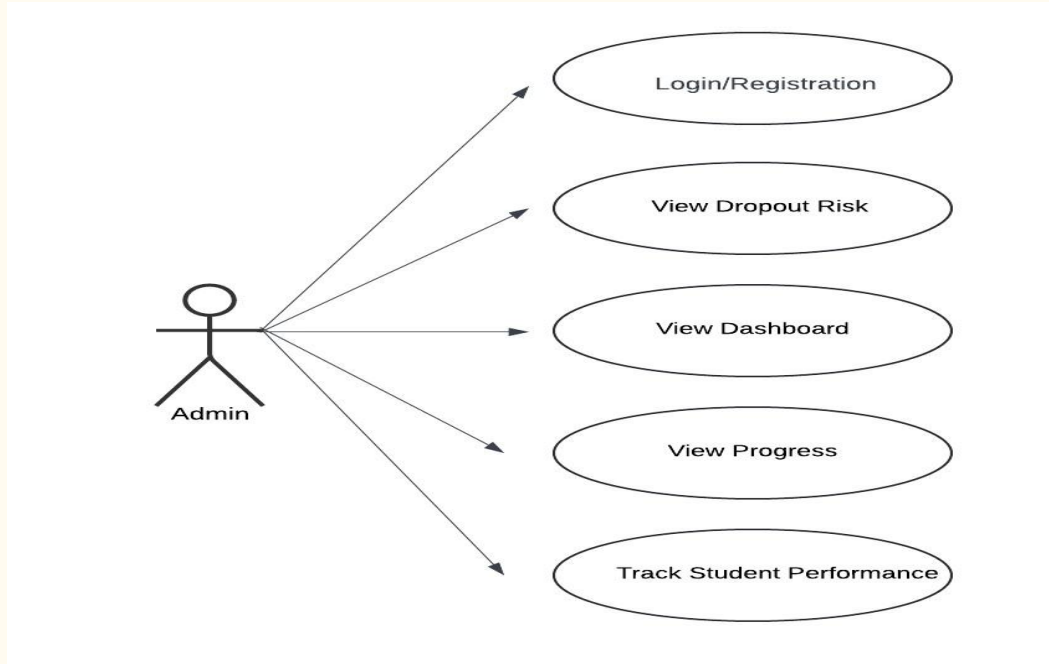 Login/Registration
View Dropout Risk
View Dashboard
Admin
View Progress
Track Student Performance